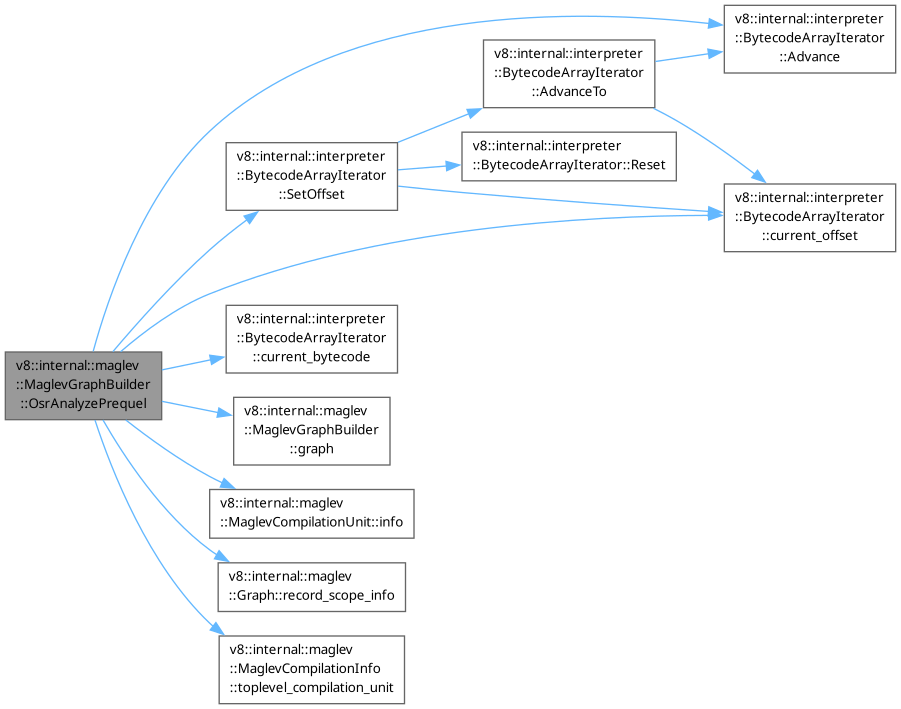 v8::internal::interpreter
::BytecodeArrayIterator
::Advance
v8::internal::interpreter
::BytecodeArrayIterator
::AdvanceTo
v8::internal::interpreter
::BytecodeArrayIterator
::SetOffset
v8::internal::interpreter
::BytecodeArrayIterator::Reset
v8::internal::interpreter
::BytecodeArrayIterator
::current_offset
v8::internal::interpreter
::BytecodeArrayIterator
::current_bytecode
v8::internal::maglev
::MaglevGraphBuilder
::OsrAnalyzePrequel
v8::internal::maglev
::MaglevGraphBuilder
::graph
v8::internal::maglev
::MaglevCompilationUnit::info
v8::internal::maglev
::Graph::record_scope_info
v8::internal::maglev
::MaglevCompilationInfo
::toplevel_compilation_unit